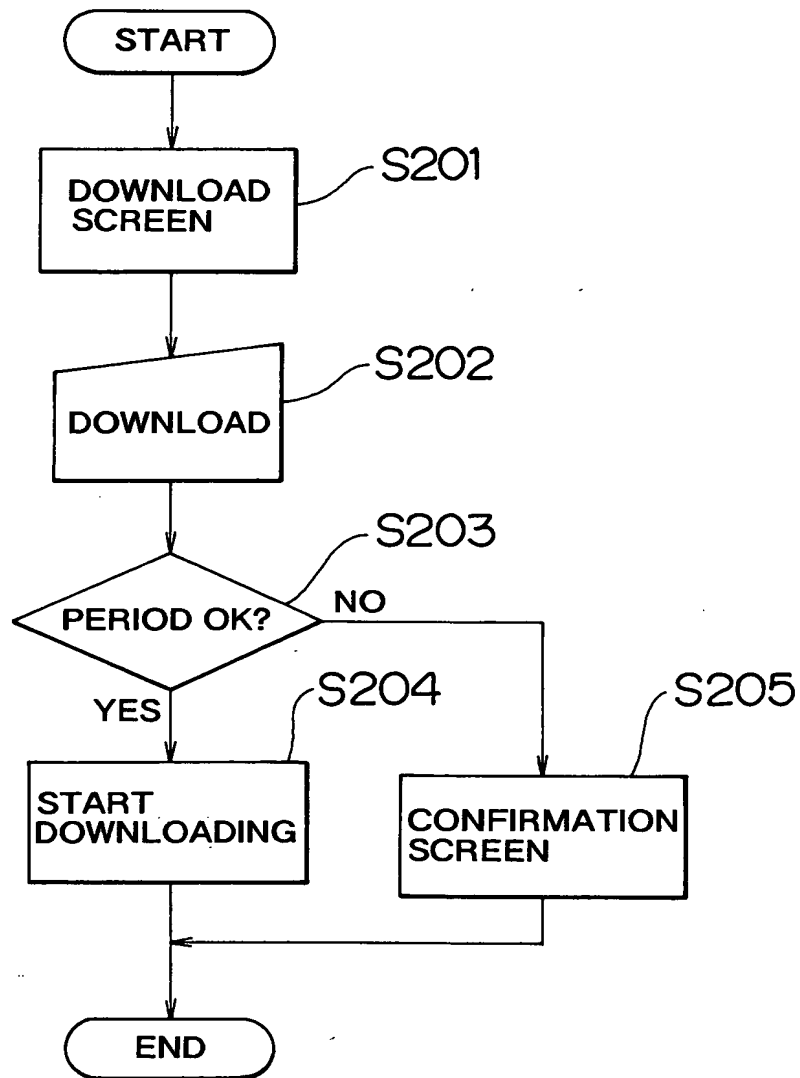 START
S201
DOWNLOAD
SCREEN
S202
DOWNLOAD
S203
PERIOD OK?
NO
YES
S204
S205
START
DOWNLOADING
CONFIRMATION
SCREEN
END